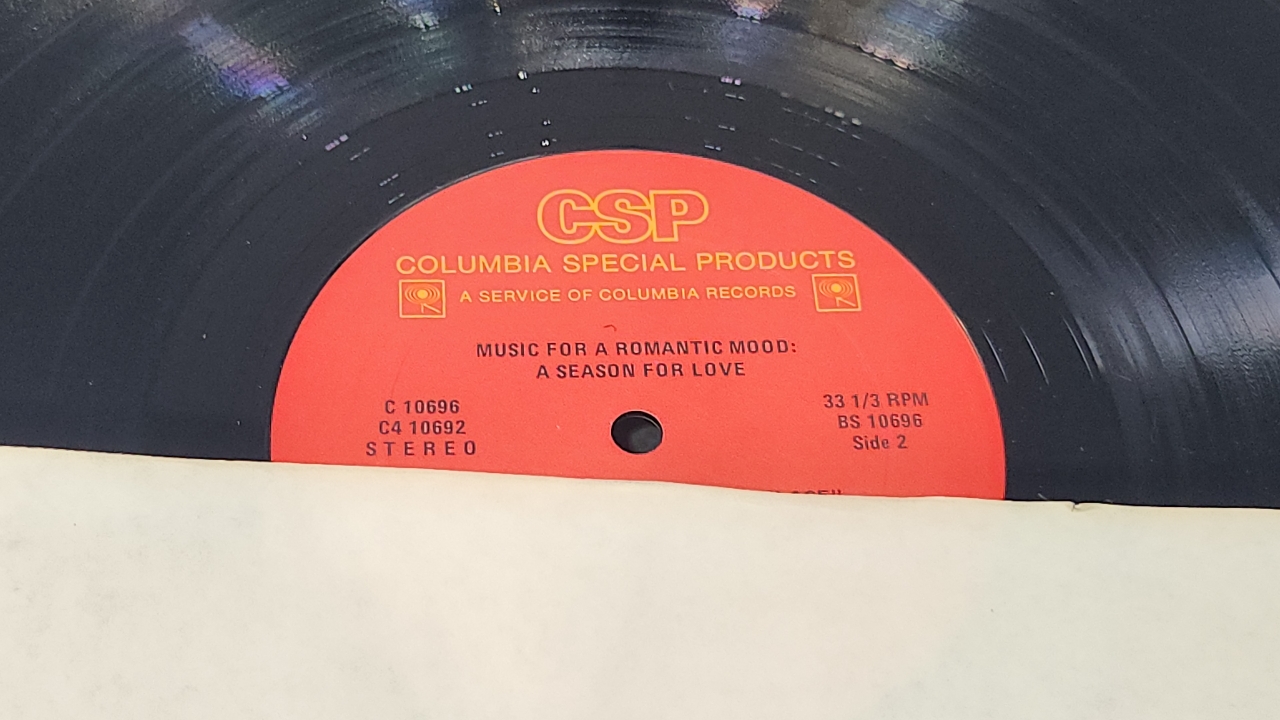 CSP
COLUMBIA SPECIAL PRODUCTS
A SERVICE OF COLUMBIA RECORDS
MUSIC FOR A ROMANTIC MOOD:
A SEASON FOR LOVE
C 10696
C4 10692
STEREO
33 1/3 RPM
BS 10696
Side 2